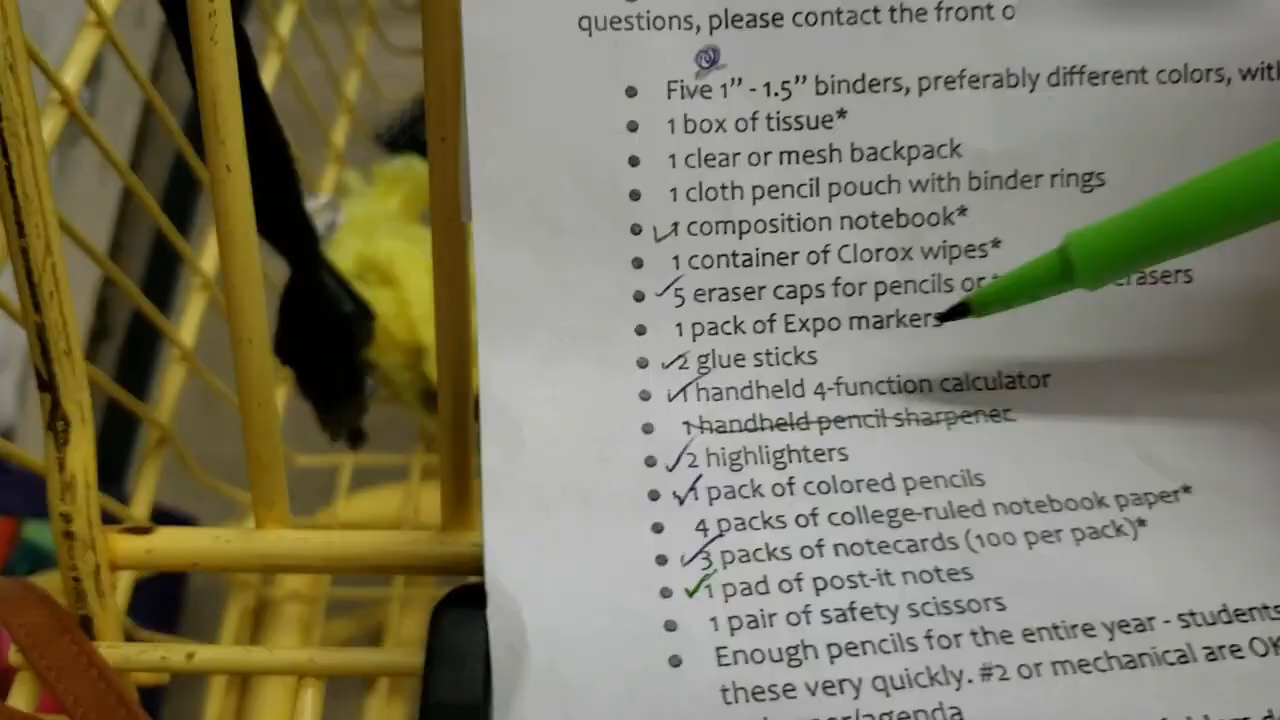 questions, please contact the front o
Five 1” - 1.5” binders, preferably different colors, with
1 box of tissue*
1 clear or mesh backpack
1 cloth pencil pouch with binder rings
1 composition notebook*
1 container of Clorox wipes*
5 eraser caps for pencils or erasers
1 pack of Expo markers
2 glue sticks
1 handheld 4-function calculator
1 handheld pencil sharpener
2 highlighters
1 pack of colored pencils
4 packs of college-ruled notebook paper*
3 packs of notecards (100 per pack)*
1 pad of post-it notes
1 pair of safety scissors
Enough pencils for the entire year - students
these very quickly. #2 or mechanical are OK
/agenda